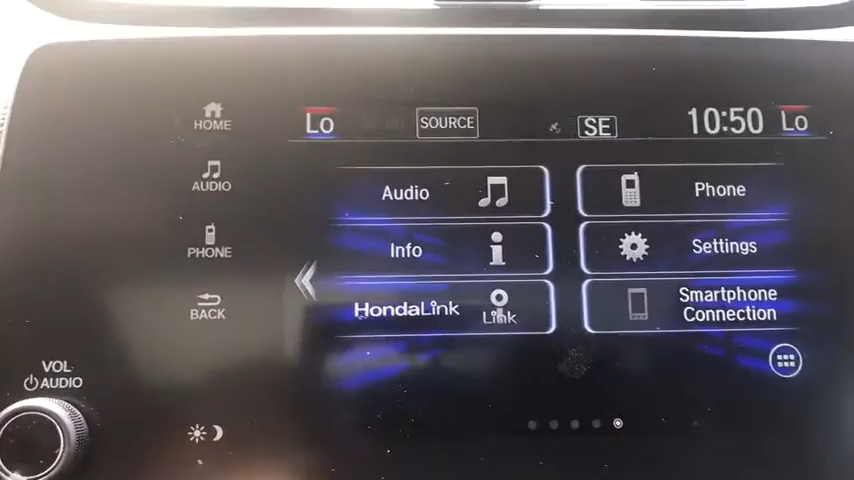 HOME
AUDIO
PHONE
BACK
VOL
AUDIO
Lo
SOURCE
SE
10:50
Lo
Audio
Phone
Info
Settings
HondaLink
Link
Smartphone
Connection